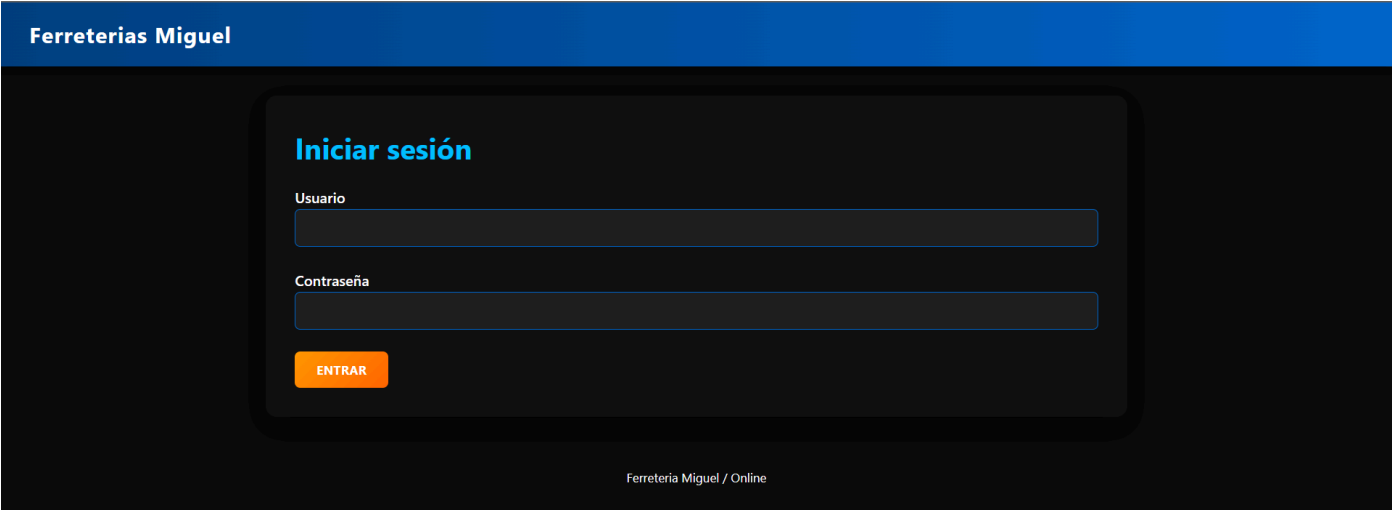 Ferreterias Miguel
Iniciar sesión
Usuario
Contraseña
ENTRAR
Ferreteria Miguel / Online